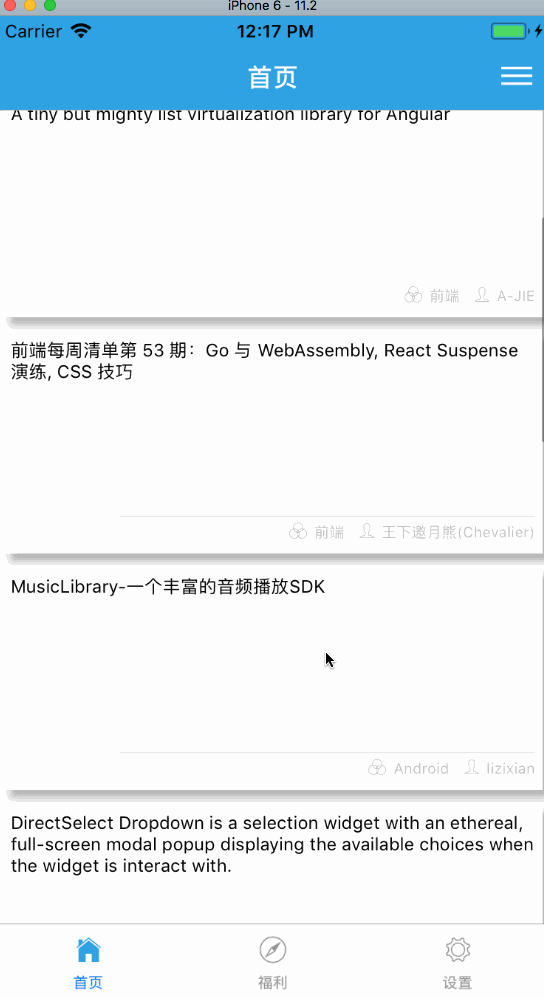 iPhone 6 - 11.2
Carrier 12:17 PM
首页
A tiny but mighty list virtualization library for Angular
前端 A-JIE
前端每周清单第 53 期：Go 与 WebAssembly, React Suspense
演练, CSS 技巧
前端 王下邀月熊(Chevalier)
MusicLibrary-一个丰富的音频播放SDK
Android lizixian
DirectSelect Dropdown is a selection widget with an ethereal,
full-screen modal popup displaying the available choices when
the widget is interact with.
首页 福利 设置